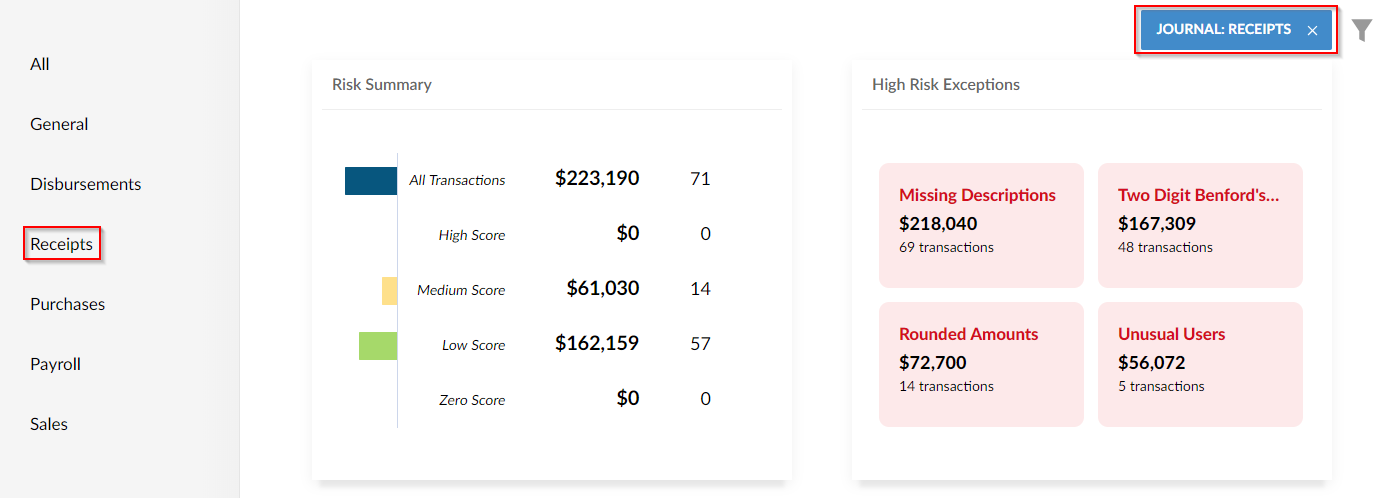 All
General
Disbursements
Receipts
Purchases
Payroll
Sales
JOURNAL: RECEIPTS ×
Risk Summary
All Transactions $223,190 71
High Score $0 0
Medium Score $61,030 14
Low Score $162,159 57
Zero Score $0 0
High Risk Exceptions
Missing Descriptions
$218,040
69 transactions
Two Digit Benford's...
$167,309
48 transactions
Rounded Amounts
$72,700
14 transactions
Unusual Users
$56,072
5 transactions